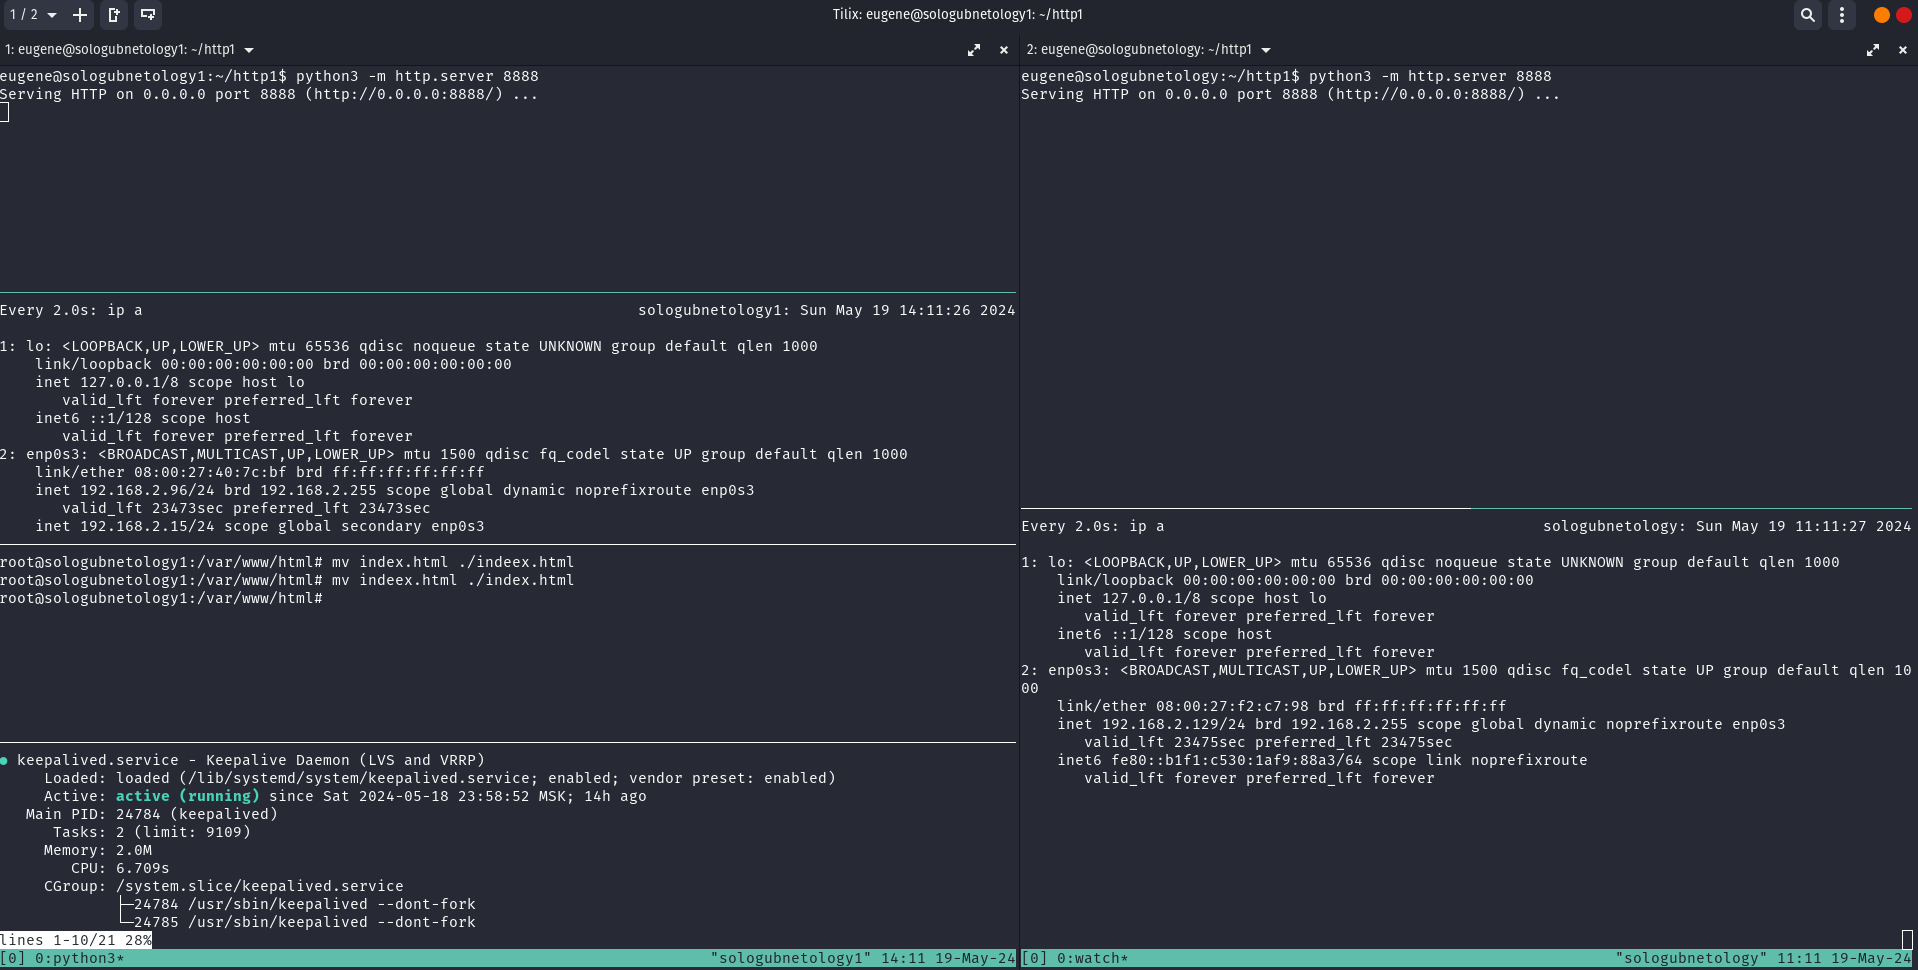 1 / 2
Tilix: eugene@sologubnetology1: ~/http1
1: eugene@sologubnetology1: ~/http1
eugene@sologubnetology1:~/http1$ python3 -m http.server 8888
Serving HTTP on 0.0.0.0 port 8888 (http://0.0.0.0:8888/) ...
Every 2.0s: ip a sologubnetology1: Sun May 19 14:11:26 2024
1: lo: <LOOPBACK,UP,LOWER_UP> mtu 65536 qdisc noqueue state UNKNOWN group default qlen 1000
link/loopback 00:00:00:00:00:00 brd 00:00:00:00:00:00
inet 127.0.0.1/8 scope host lo
valid_lft forever preferred_lft forever
inet6 ::1/128 scope host
valid_lft forever preferred_lft forever
2: enp0s3: <BROADCAST,MULTICAST,UP,LOWER_UP> mtu 1500 qdisc fq_codel state UP group default qlen 1000
link/ether 08:00:27:40:7c:bf brd ff:ff:ff:ff:ff:ff
inet 192.168.2.96/24 brd 192.168.2.255 scope global dynamic noprefixroute enp0s3
valid_lft 23473sec preferred_lft 23473sec
inet 192.168.2.15/24 scope global secondary enp0s3
root@sologubnetology1:/var/www/html# mv index.html ./indeex.html
root@sologubnetology1:/var/www/html# mv indeex.html ./index.html
root@sologubnetology1:/var/www/html#
● keepalived.service - Keepalive Daemon (LVS and VRRP)
Loaded: loaded (/lib/systemd/system/keepalived.service; enabled; vendor preset: enabled)
Active: active (running) since Sat 2024-05-18 23:58:52 MSK; 14h ago
Main PID: 24784 (keepalived)
Tasks: 2 (limit: 9109)
Memory: 2.0M
CPU: 6.709s
CGroup: /system.slice/keepalived.service
├─24784 /usr/sbin/keepalived --dont-fork
└─24785 /usr/sbin/keepalived --dont-fork
lines 1-10/21 28%
[0] 0:python3* "sologubnetology1" 14:11 19-May-24
2: eugene@sologubnetology: ~/http1
eugene@sologubnetology:~/http1$ python3 -m http.server 8888
Serving HTTP on 0.0.0.0 port 8888 (http://0.0.0.0:8888/) ...
Every 2.0s: ip a sologubnetology: Sun May 19 11:11:27 2024
1: lo: <LOOPBACK,UP,LOWER_UP> mtu 65536 qdisc noqueue state UNKNOWN group default qlen 1000
link/loopback 00:00:00:00:00:00 brd 00:00:00:00:00:00
inet 127.0.0.1/8 scope host lo
valid_lft forever preferred_lft forever
inet6 ::1/128 scope host
valid_lft forever preferred_lft forever
2: enp0s3: <BROADCAST,MULTICAST,UP,LOWER_UP> mtu 1500 qdisc fq_codel state UP group default qlen 10
00
link/ether 08:00:27:f2:c7:98 brd ff:ff:ff:ff:ff:ff
inet 192.168.2.129/24 brd 192.168.2.255 scope global dynamic noprefixroute enp0s3
valid_lft 23475sec preferred_lft 23475sec
inet6 fe80::b1f1:c530:1af9:88a3/64 scope link noprefixroute
valid_lft forever preferred_lft forever
[0] 0:watch* "sologubnetology" 11:11 19-May-24